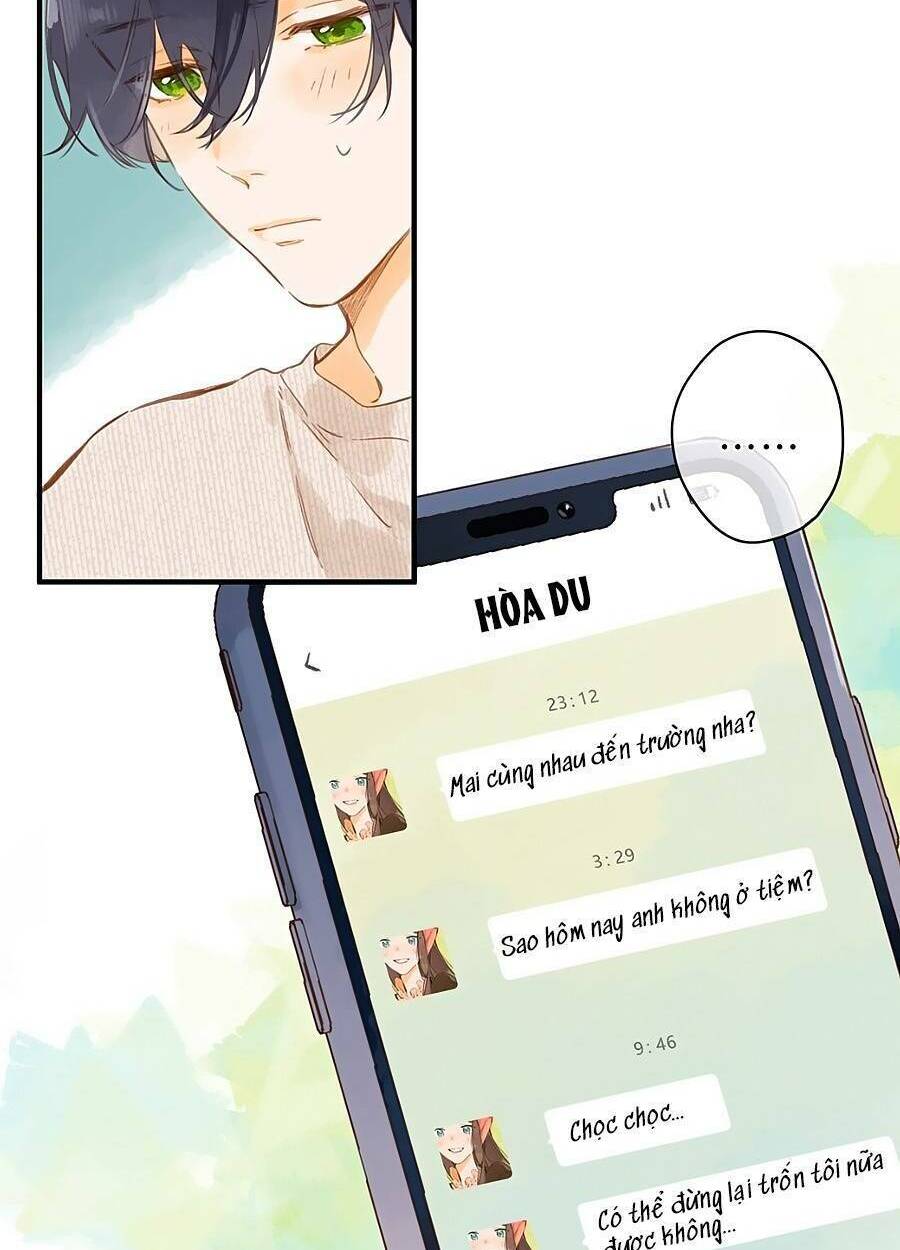 ......
HÒA DU
23:12
Mai cùng nhau đến trường nha?
3:29
Sao hôm nay anh không ở tiệm?
9:46
Chọc chọc...
Có thể đừng lại trốn tôi nữa
được không...